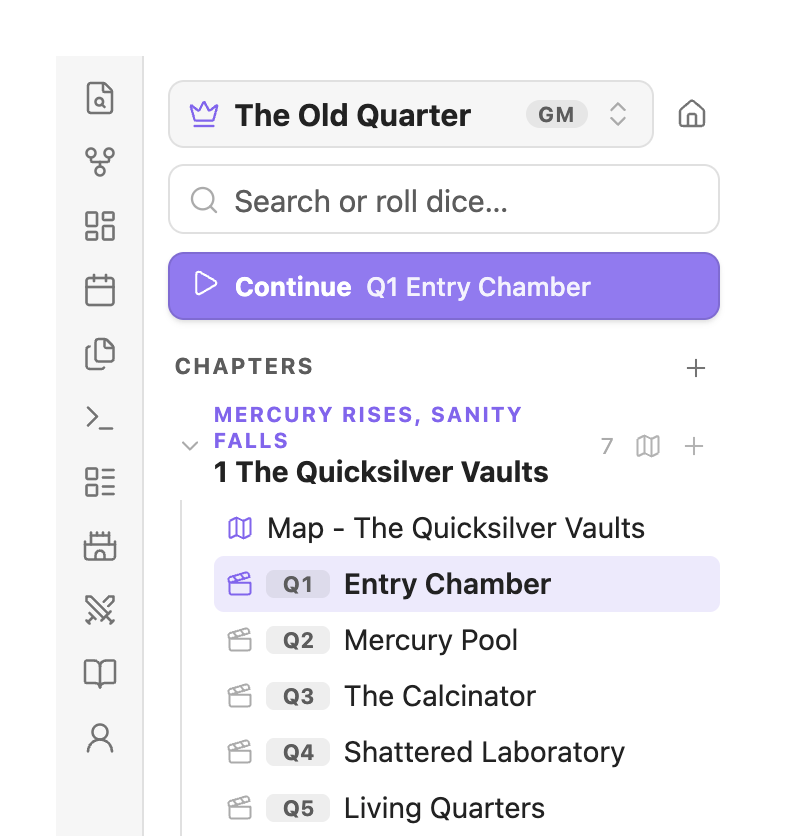 The Old Quarter GM
Search or roll dice...
Continue Q1 Entry Chamber
CHAPTERS
MERCURY RISES, SANITY
FALLS
7
1 The Quicksilver Vaults
Map - The Quicksilver Vaults
Q1 Entry Chamber
Q2 Mercury Pool
Q3 The Calcinator
Q4 Shattered Laboratory
Q5 Living Quarters